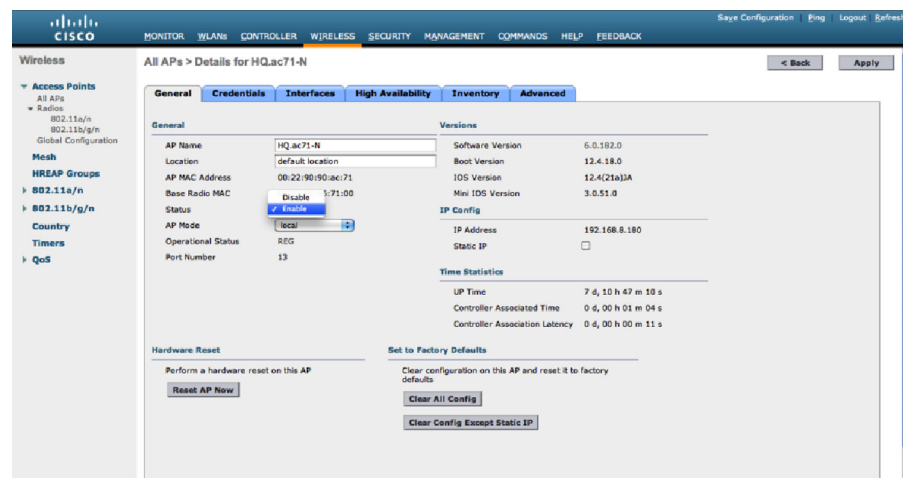 Save Configuration Ping Logout Refres
CISCO
MONITOR WLANs CONTROLLER WIRELESS SECURITY MANAGEMENT COMMANDS HELP FEEDBACK
Wireless
Access Points
All APs
Radios
802.11a/n
802.11b/g/n
Global Configuration
Mesh
HREAP Groups
802.11a/n
802.11b/g/n
Country
Timers
QoS
All APs > Details for HQ.ac71-N
< Back Apply
General Credentials Interfaces High Availability Inventory Advanced
General
AP Name HQ.ac71-N
Location default location
AP MAC Address 00:22:90:90:ac:71
Base Radio MAC :71:00
Status Disable
✓ Enable
AP Mode local
Operational Status REG
Port Number 13
Versions
Software Version 6.0.182.0
Boot Version 12.4.18.0
IOS Version 12.4(21a)JA
Mini IOS Version 3.0.51.0
IP Config
IP Address 192.168.8.180
Static IP
Time Statistics
UP Time 7 d, 10 h 47 m 10 s
Controller Associated Time 0 d, 00 h 01 m 04 s
Controller Association Latency 0 d, 00 h 00 m 11 s
Hardware Reset
Perform a hardware reset on this AP
Reset AP Now
Set to Factory Defaults
Clear configuration on this AP and reset it to factory
defaults
Clear All Config
Clear Config Except Static IP